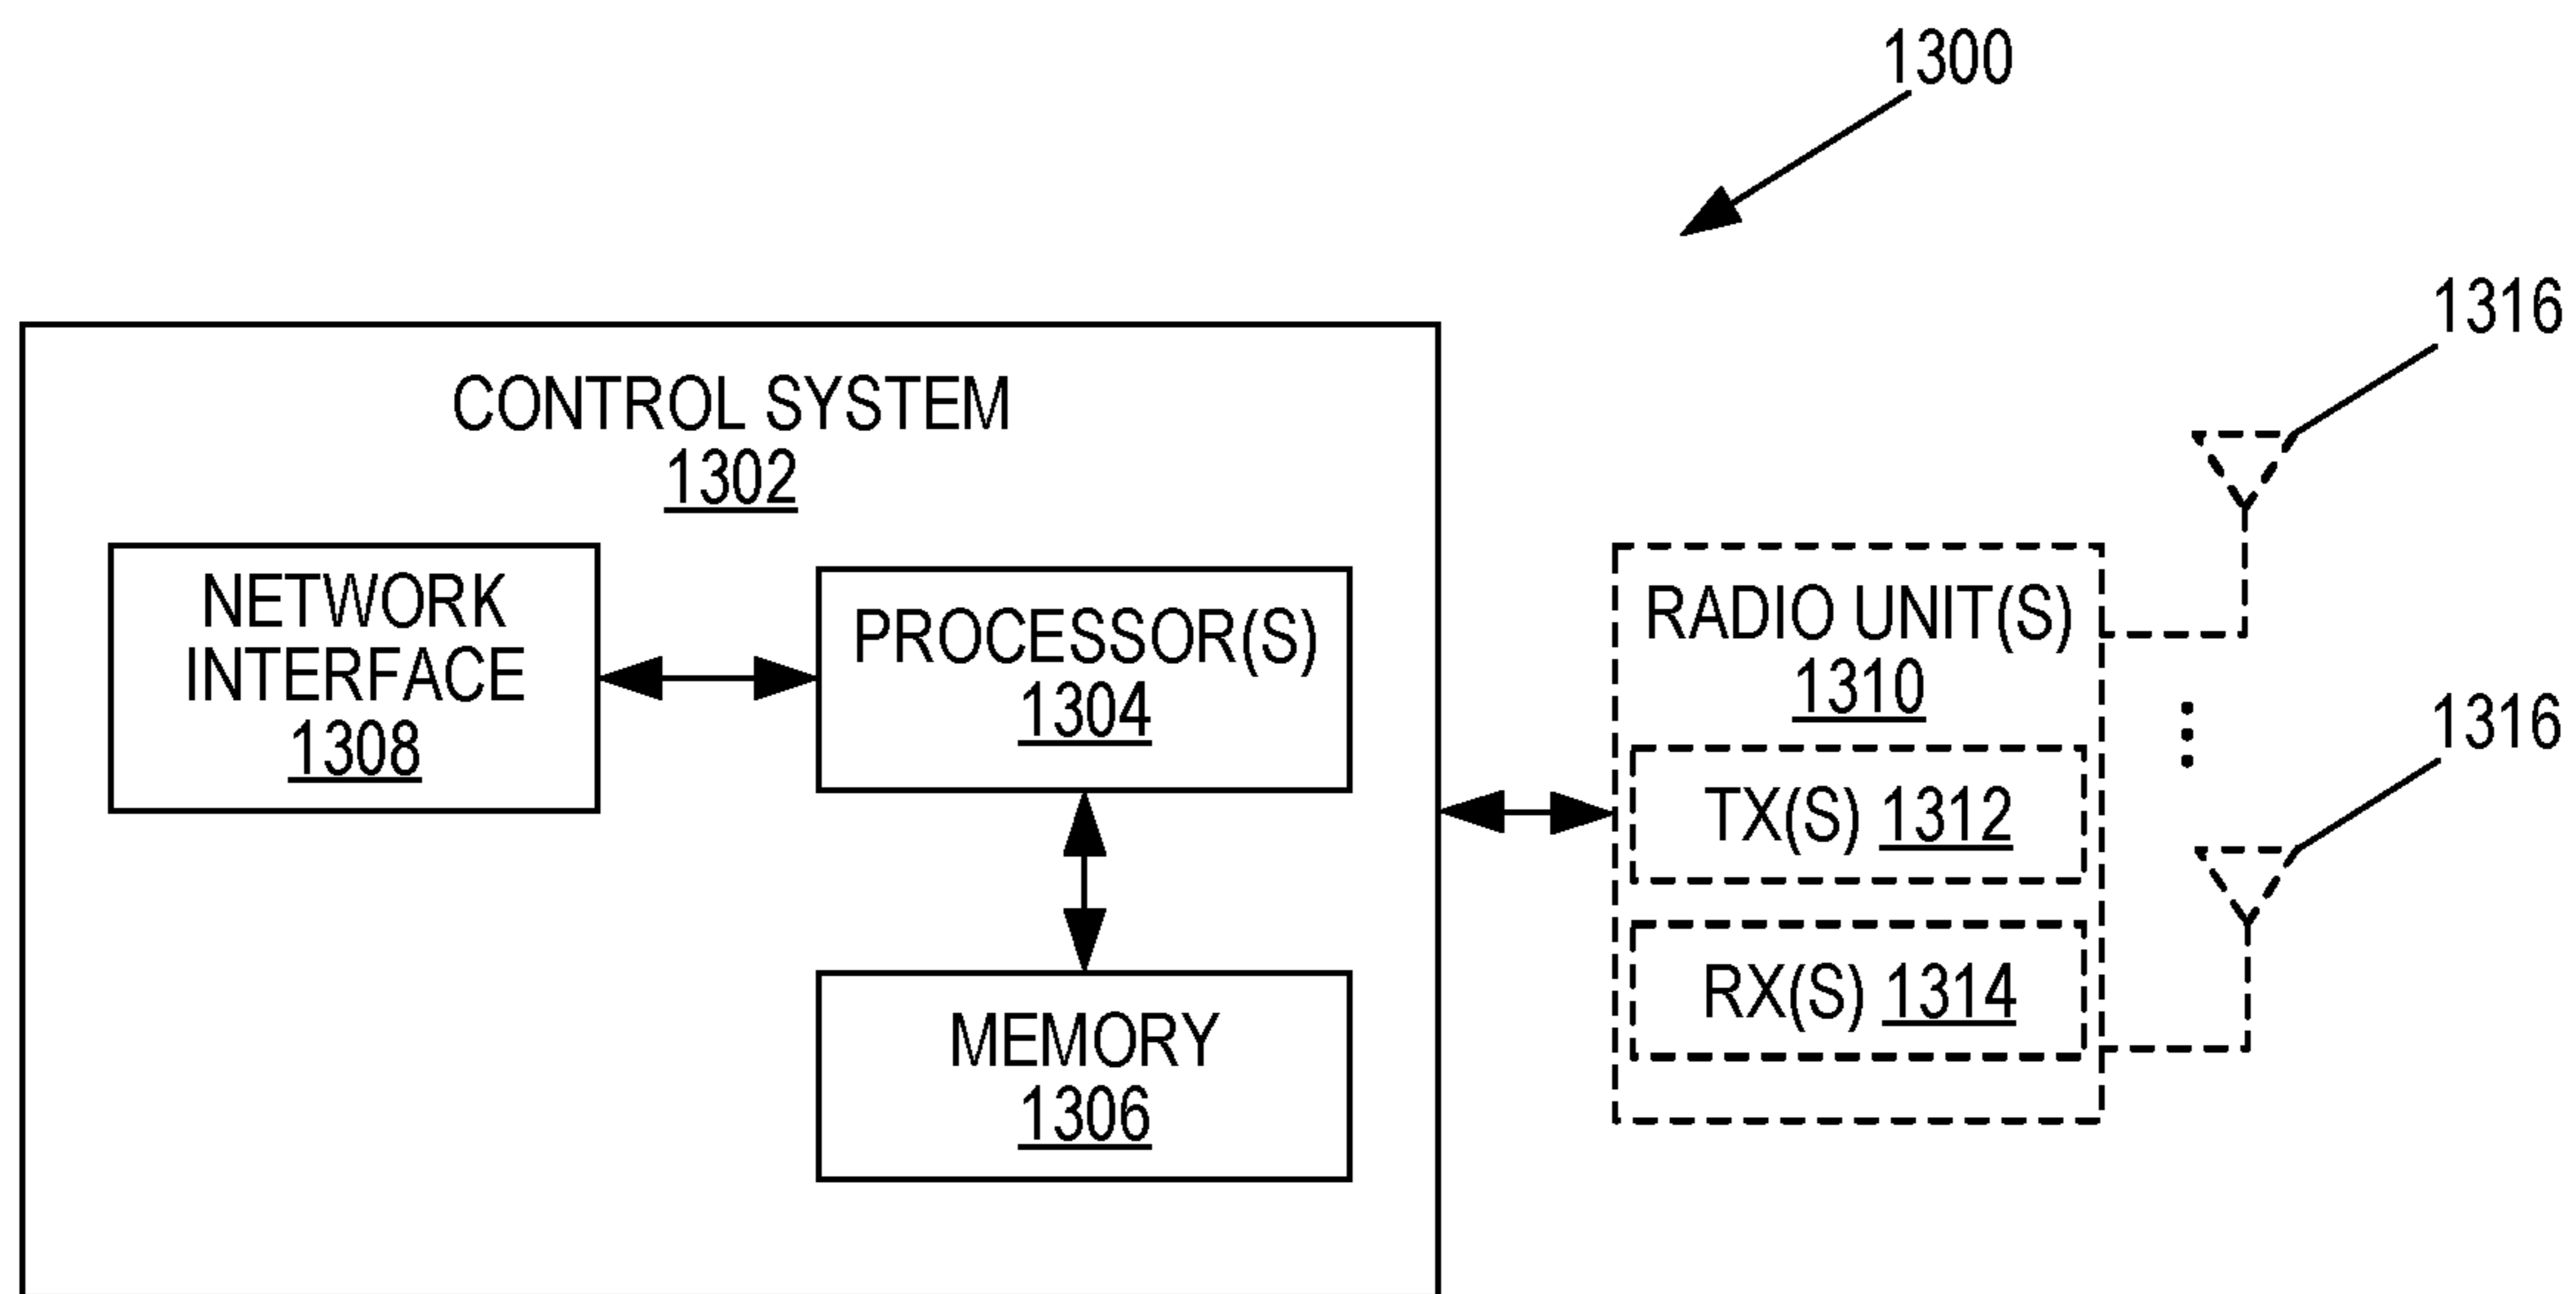 1300
1316
CONTROL SYSTEM
1302
NETWORK
INTERFACE
1308
PROCESSOR(S)
1304
MEMORY
1306
RADIO UNIT(S)
1310
TX(S) 1312
RX(S) 1314
1316